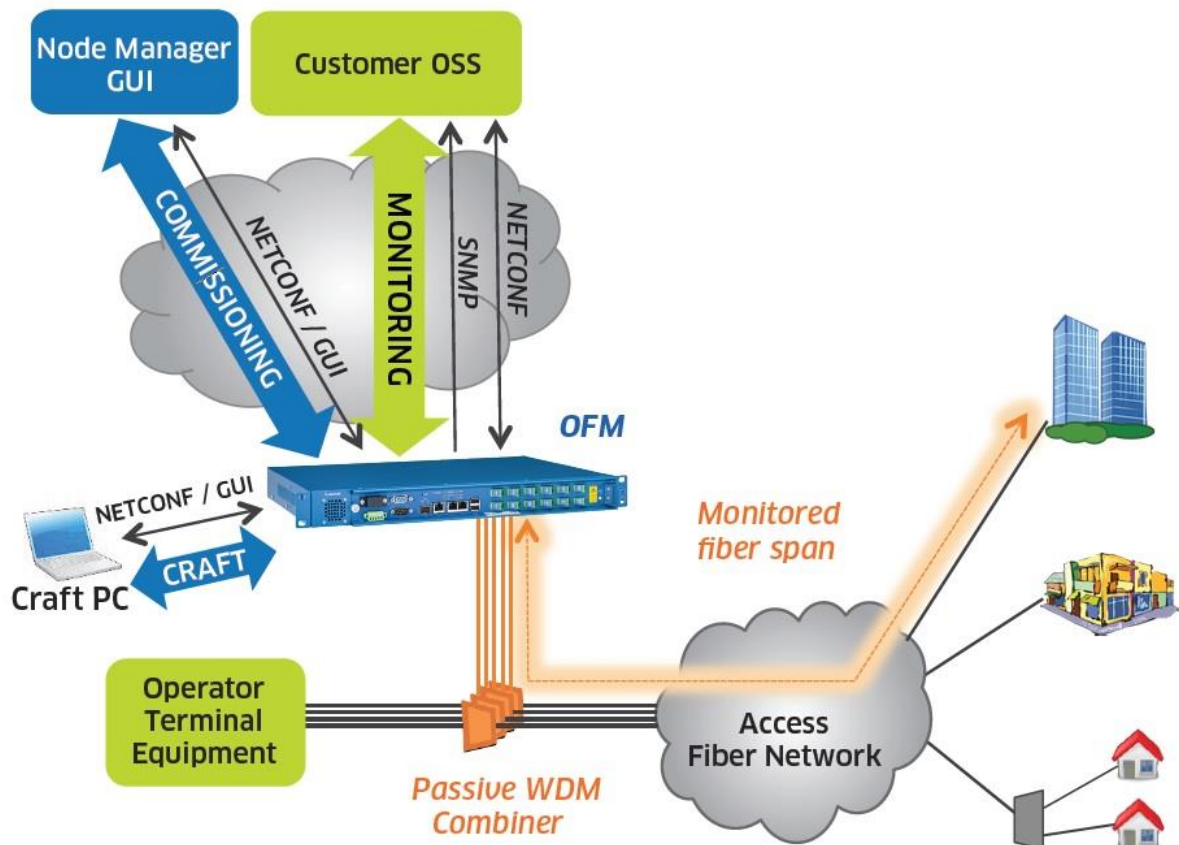 Node Manager
GUI
Customer OSS
COMMISSIONING
NETCONF / GUI
MONITORING
SNMP
NETCONF
OFM
NETCONF / GUI
CRAFT
Craft PC
Monitored
fiber span
Operator
Terminal
Equipment
Access
Fiber Network
Passive WDM
Combiner